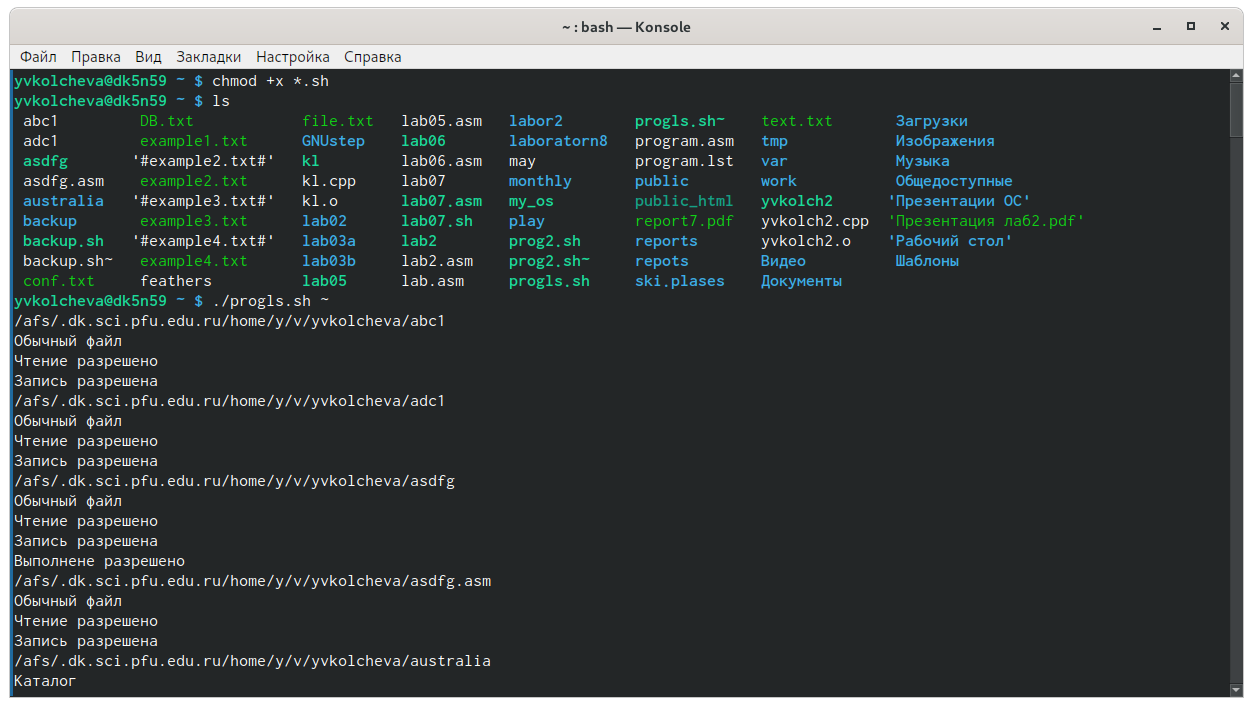 ~ : bash — Konsole
Файл Правка Вид Закладки Настройка Справка
yvkolcheva@dk5n59 ~ $ chmod +x *.sh
yvkolcheva@dk5n59 ~ $ ls
abc1 DB.txt file.txt lab05.asm labor2 progls.sh~ text.txt Загрузки
adc1 example1.txt GNUstep lab06 laboratorn8 program.asm tmp Изображения
asdfg '#example2.txt#' kl lab06.asm may program.lst var Музыка
asdfg.asm example2.txt kl.cpp lab07 monthly public work Общедоступные
australia '#example3.txt#' kl.o lab07.asm my_os public_html yvkolch2 'Презентация ОС'
backup example3.txt lab02 lab07.sh play report7.pdf yvkolch2.cpp 'Презентация лаб2.pdf'
backup.sh '#example4.txt#' lab03a lab2 prog2.sh reports yvkolch2.o 'Рабочий стол'
backup.sh~ example4.txt lab03b lab2.asm prog2.sh~ repots Видео Шаблоны
conf.txt feathers lab05 lab.asm progls.sh ski.plases Документы
yvkolcheva@dk5n59 ~ $ ./progls.sh ~
/afs/.dk.sci.pfu.edu.ru/home/y/v/yvkolcheva/abc1
Обычный файл
Чтение разрешено
Запись разрешена
/afs/.dk.sci.pfu.edu.ru/home/y/v/yvkolcheva/adc1
Обычный файл
Чтение разрешено
Запись разрешена
/afs/.dk.sci.pfu.edu.ru/home/y/v/yvkolcheva/asdfg
Обычный файл
Чтение разрешено
Запись разрешена
Выполнене разрешено
/afs/.dk.sci.pfu.edu.ru/home/y/v/yvkolcheva/asdfg.asm
Обычный файл
Чтение разрешено
Запись разрешена
/afs/.dk.sci.pfu.edu.ru/home/y/v/yvkolcheva/australia
Каталог